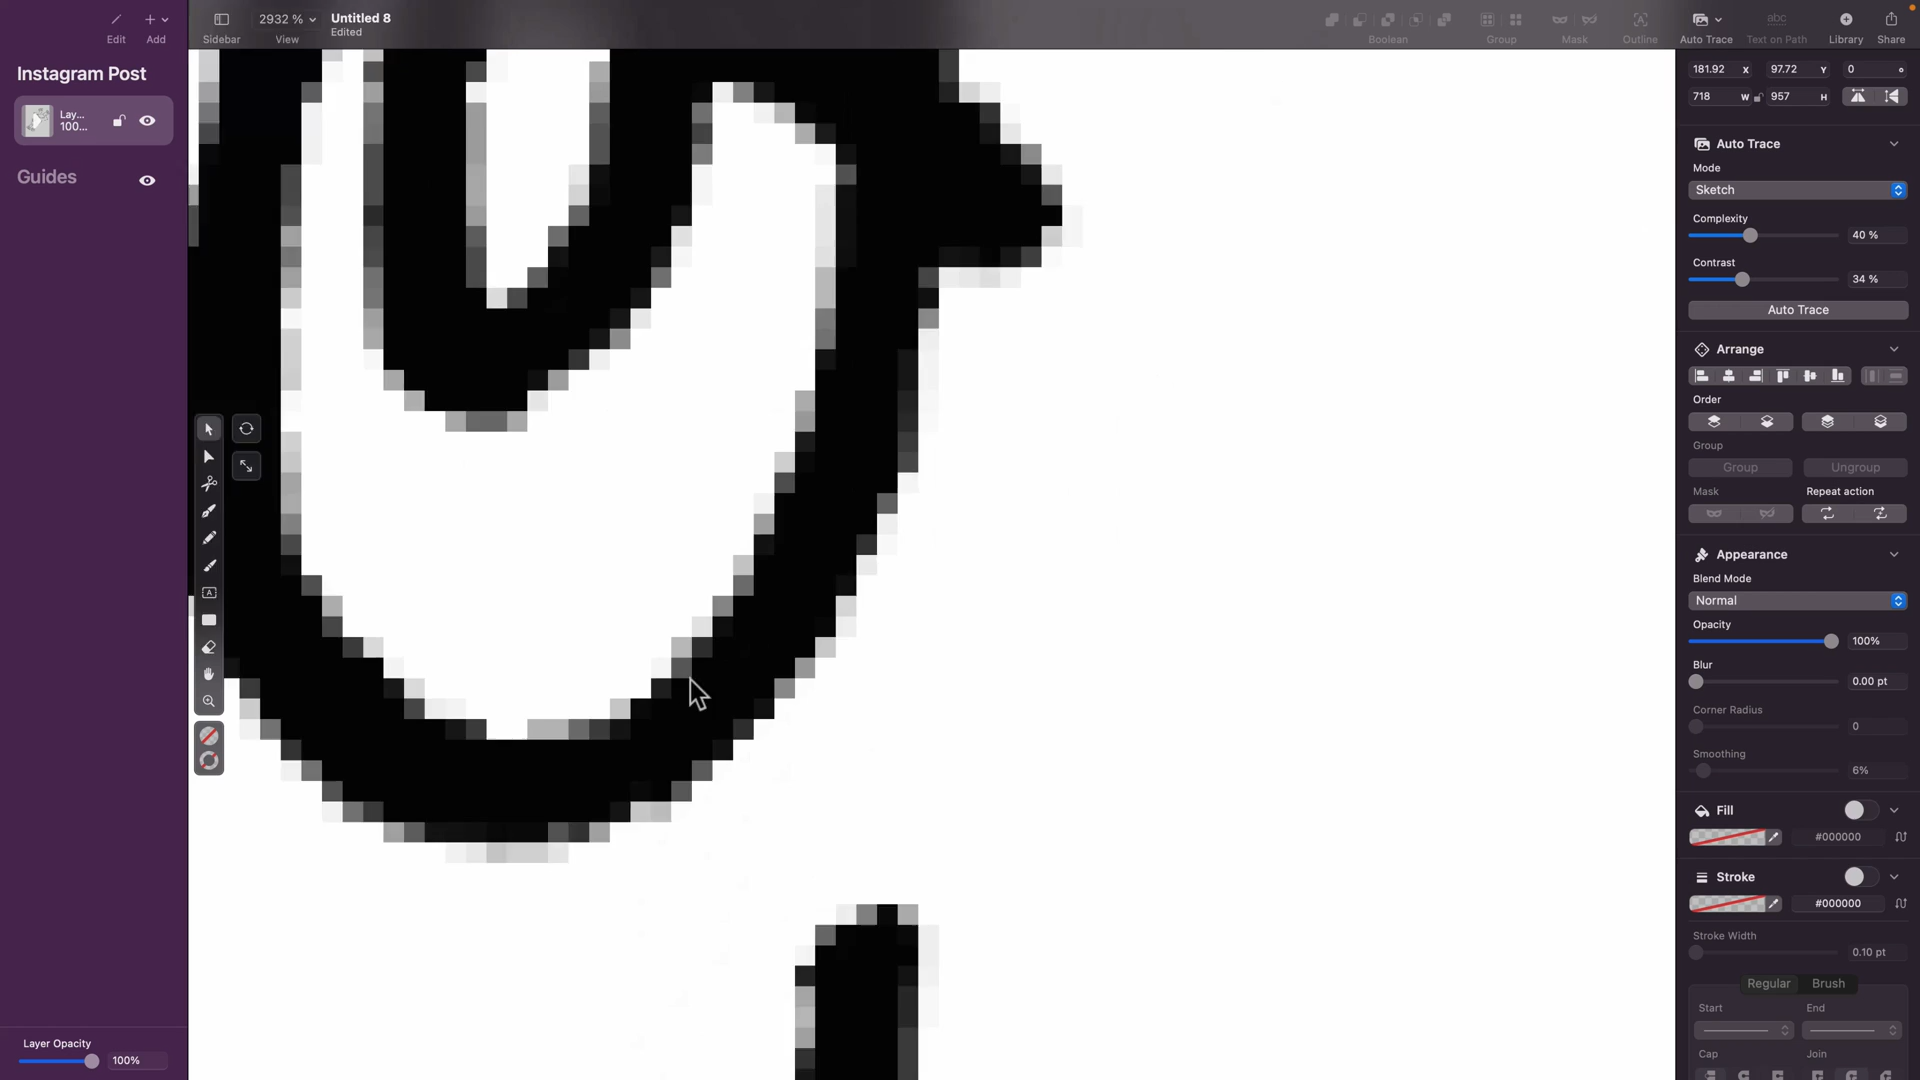 Edit
Add
Sidebar
2932 %
View
Untitled 8
Edited
Boolean
Group
Mask
Outline
Auto Trace
abc
Text on Path
Library
Share
Instagram Post
Lay...
100...
Guides
181.92 X 97.72 Y 0 °
718 W 957 H
Auto Trace
Mode
Sketch
Complexity
40 %
Contrast
34 %
Auto Trace
Arrange
Order
Group
Group Ungroup
Mask Repeat action
Appearance
Blend Mode
Normal
Opacity
100%
Blur
0.00 pt
Corner Radius
0
Smoothing
6%
Fill
#000000
Stroke
#000000
Stroke Width
0.10 pt
Regular Brush
Start End
Cap Join
A
Layer Opacity
100%